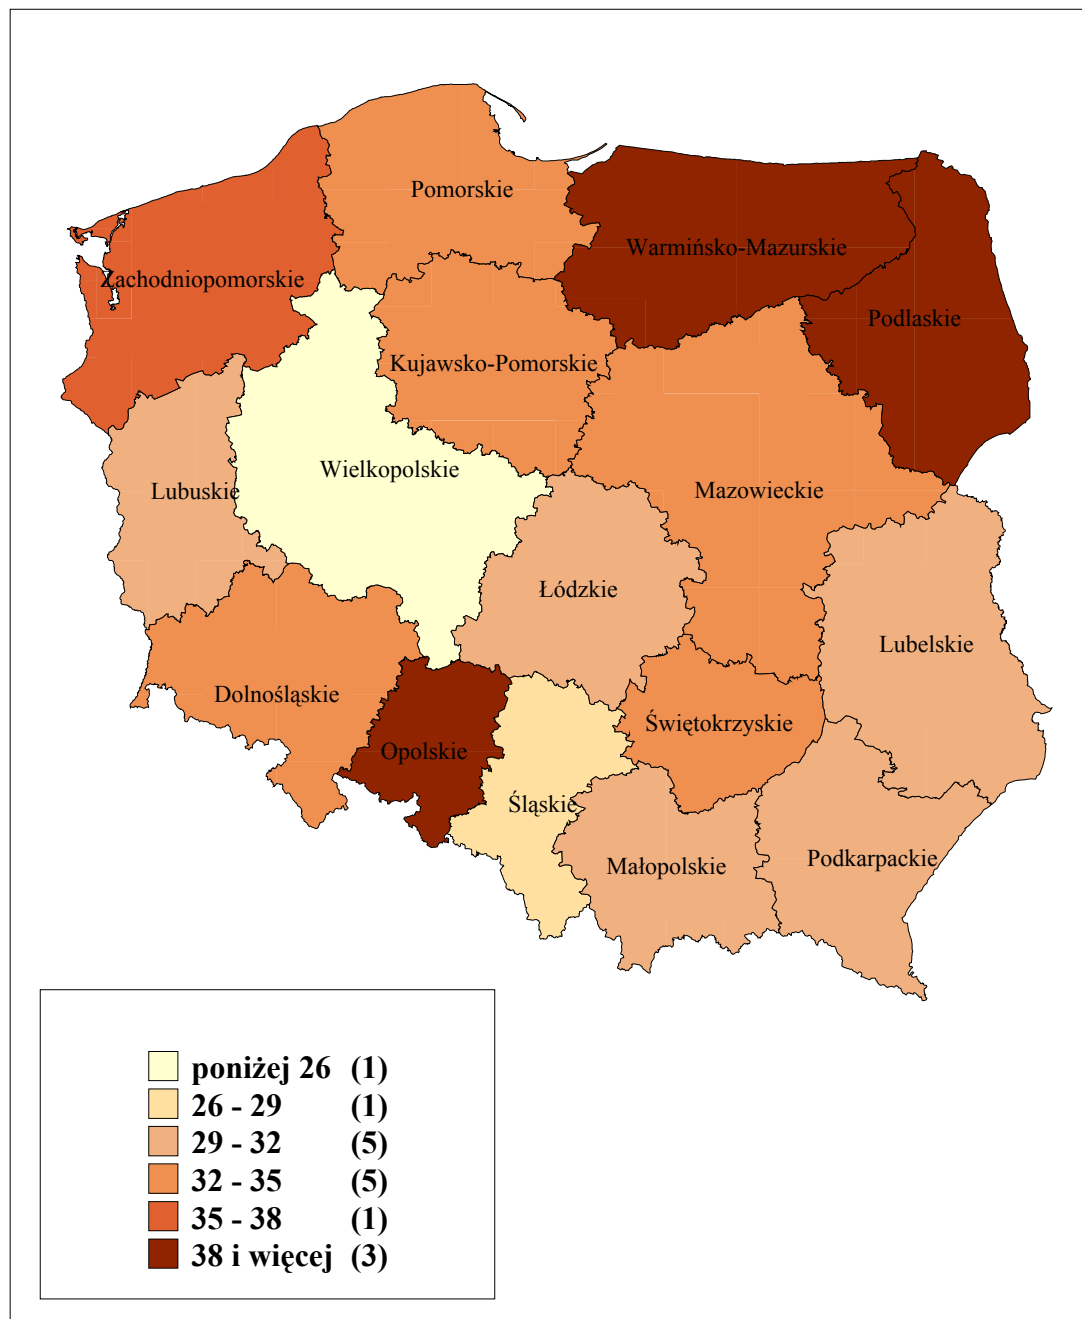 Pomorskie
Warmińsko-Mazurskie
Zachodniopomorskie
Podlaskie
Kujawsko-Pomorskie
Wielkopolskie
Lubuskie
Mazowieckie
Łódzkie
Lubelskie
Dolnośląskie
Świętokrzyskie
Opolskie
Śląskie
Małopolskie
Podkarpackie
poniżej 26 (1)
26 - 29 (1)
29 - 32 (5)
32 - 35 (5)
35 - 38 (1)
38 i więcej (3)